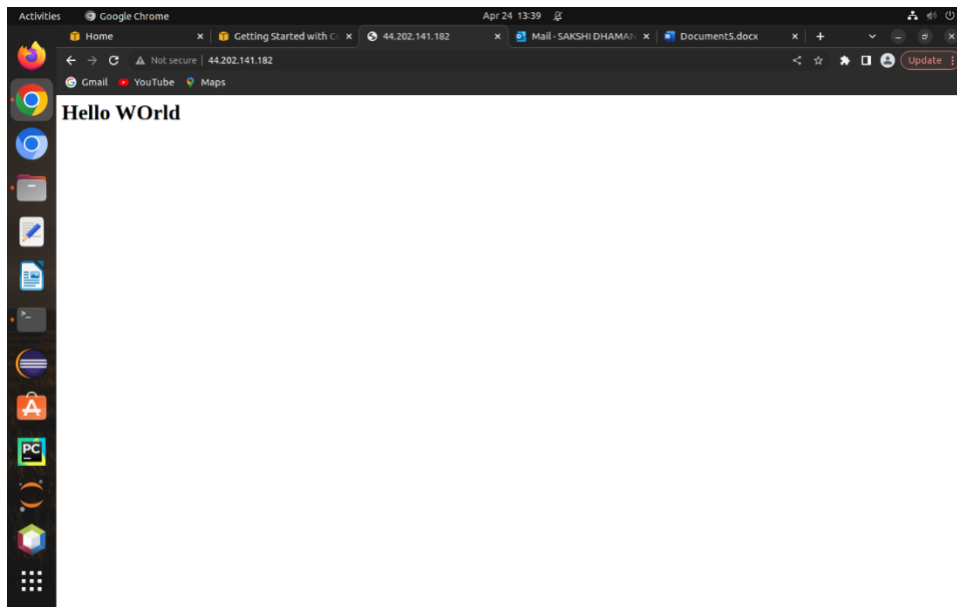 Activities Google Chrome Apr 24 13:39
Home Getting Started with 44.202.141.182 Mail - SAKSHI DHAMAN Document5.docx
Not secure 44.202.141.182 Update
Gmail YouTube Maps
Hello WOrld
>_
PC